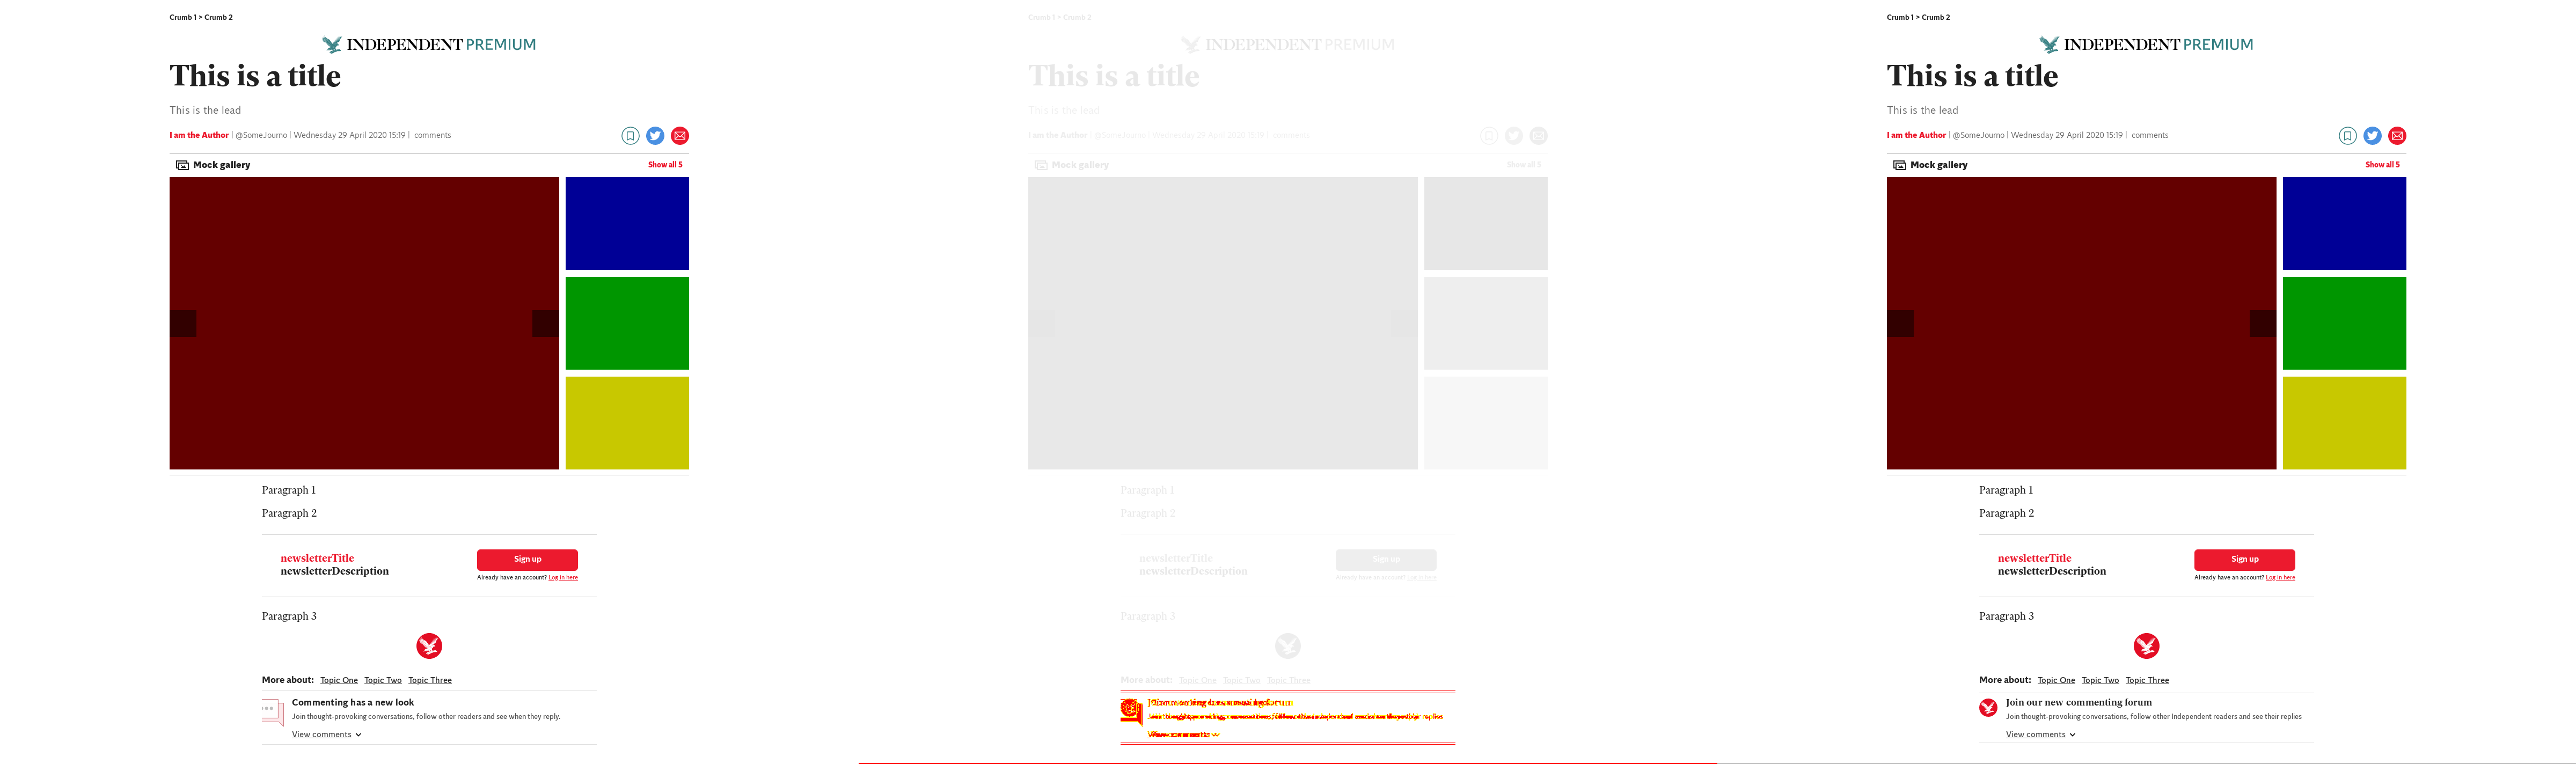 Crumb 1 > Crumb 2
INDEPENDENT PREMIUM
This is a title
This is the lead
I am the Author | @SomeJourno | Wednesday 29 April 2020 15:19 | comments
Mock gallery
Show all 5
Paragraph 1
Paragraph 2
newsletterTitle
newsletterDescription
Sign up
Already have an account? Log in here
Paragraph 3
More about: Topic One Topic Two Topic Three
Commenting has a new look
Join thought-provoking conversations, follow other readers and see when they reply.
View comments
Crumb 1 > Crumb 2
INDEPENDENT PREMIUM
This is a title
This is the lead
I am the Author | @SomeJourno | Wednesday 29 April 2020 15:19 | comments
Mock gallery
Show all 5
Paragraph 1
Paragraph 2
newsletterTitle
newsletterDescription
Sign up
Already have an account? Log in here
Paragraph 3
More about: Topic One Topic Two Topic Three
Crumb 1 > Crumb 2
INDEPENDENT PREMIUM
This is a title
This is the lead
I am the Author | @SomeJourno | Wednesday 29 April 2020 15:19 | comments
Mock gallery
Show all 5
Paragraph 1
Paragraph 2
newsletterTitle
newsletterDescription
Sign up
Already have an account? Log in here
Paragraph 3
More about: Topic One Topic Two Topic Three
Join our new commenting forum
Join thought-provoking conversations, follow other Independent readers and see their replies
View comments